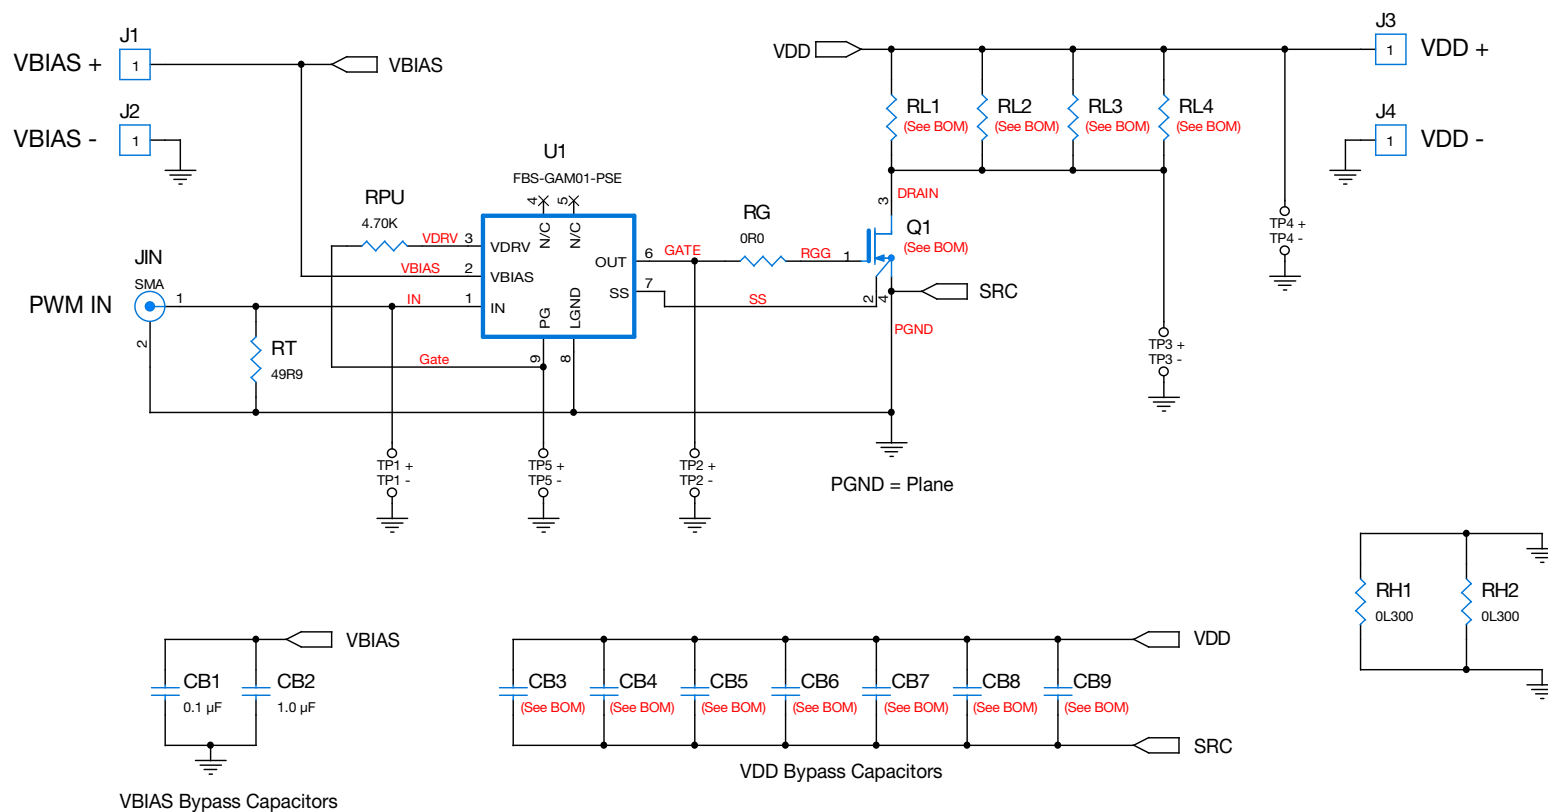 J1
VBIAS +
1
VBIAS
J2
VBIAS -
1
VDD
J3
1
VDD +
RL1
(See BOM)
RL2
(See BOM)
RL3
(See BOM)
RL4
(See BOM)
J4
1
VDD -
U1
FBS-GAM01-PSE
4
5
N/C
N/C
RPU
4.70K
VDRV
3
VDRV
VBIAS
2
VBIAS
IN
1
IN
OUT
6
GATE
SS
7
SS
PG
LGND
9
8
Gate
RG
0R0
RGG
1
3
DRAIN
Q1
(See BOM)
2
4
SRC
PGND
JIN
SMA
PWM IN
1
2
RT
49R9
TP4 +
TP4 -
TP3 +
TP3 -
TP1 +
TP1 -
TP5 +
TP5 -
TP2 +
TP2 -
PGND = Plane
RH1
0L300
RH2
0L300
VBIAS
CB1
0.1 µF
CB2
1.0 µF
VBIAS Bypass Capacitors
VDD
CB3
(See BOM)
CB4
(See BOM)
CB5
(See BOM)
CB6
(See BOM)
CB7
(See BOM)
CB8
(See BOM)
CB9
(See BOM)
SRC
VDD Bypass Capacitors